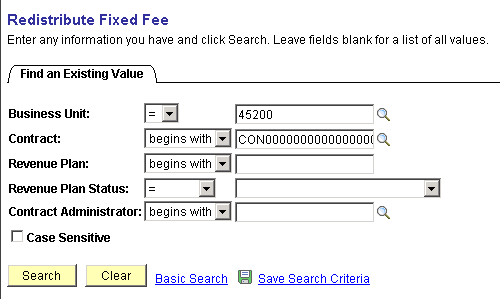 Redistribute Fixed Fee
Enter any information you have and click Search. Leave fields blank for a list of all values.
Find an Existing Value
Business Unit: = 45200
Contract: begins with CON0000000000000000
Revenue Plan: begins with
Revenue Plan Status: =
Contract Administrator: begins with
Case Sensitive
Search Clear Basic Search Save Search Criteria